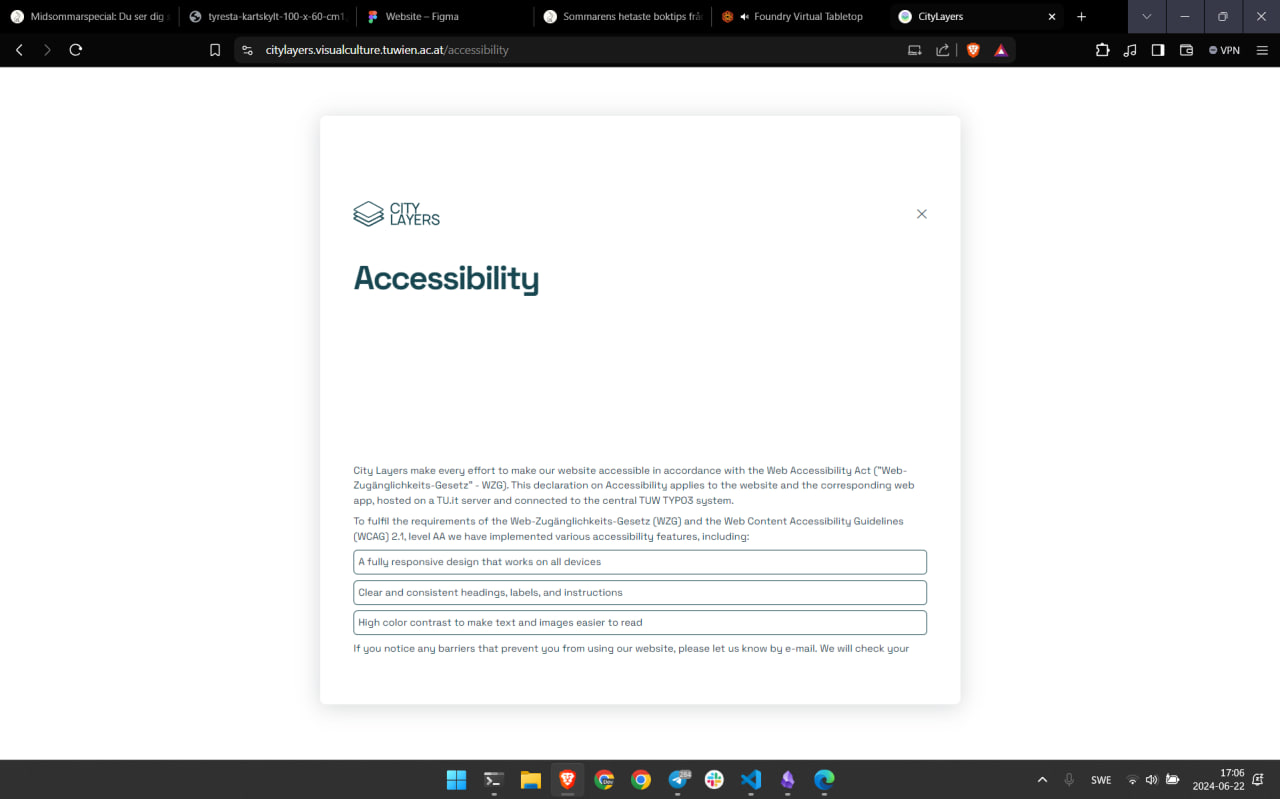 Midsommarspecial: Du ser dig s
tyresta-kartskylt-100-x-60-cm1.
Website – Figma
Sommarens hetaste boktips frå
Foundry Virtual Tabletop
CityLayers
citylayers.visualculture.tuwien.ac.at/accessibility
VPN
CITY
LAYERS
Accessibility
City Layers make every effort to make our website accessible in accordance with the Web Accessibility Act ("Web-
Zugänglichkeits-Gesetz" - WZG). This declaration on Accessibility applies to the website and the corresponding web
app, hosted on a TU.it server and connected to the central TUW TYPO3 system.
To fulfil the requirements of the Web-Zugänglichkeits-Gesetz (WZG) and the Web Content Accessibility Guidelines
(WCAG) 2.1, level AA we have implemented various accessibility features, including:
A fully responsive design that works on all devices
Clear and consistent headings, labels, and instructions
High color contrast to make text and images easier to read
If you notice any barriers that prevent you from using our website, please let us know by e-mail. We will check your
Dev
SWE
17:06
2024-06-22